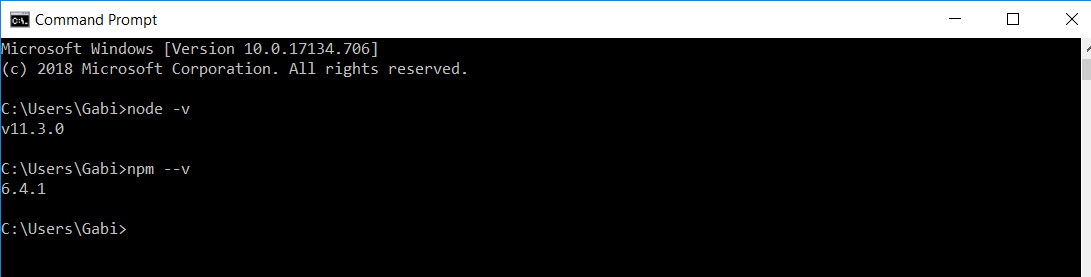 Command Prompt
Microsoft Windows [Version 10.0.17134.706]
(c) 2018 Microsoft Corporation. All rights reserved.
C:\Users\Gabi>node -v
v11.3.0
C:\Users\Gabi>npm --v
6.4.1
C:\Users\Gabi>